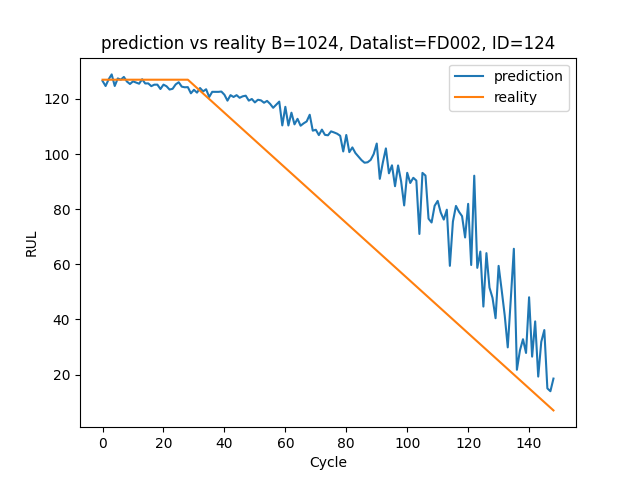 prediction vs reality B=1024, Datalist=FD002, ID=124
prediction
reality
RUL
120
100
80
60
40
20
0 20 40 60 80 100 120 140
Cycle